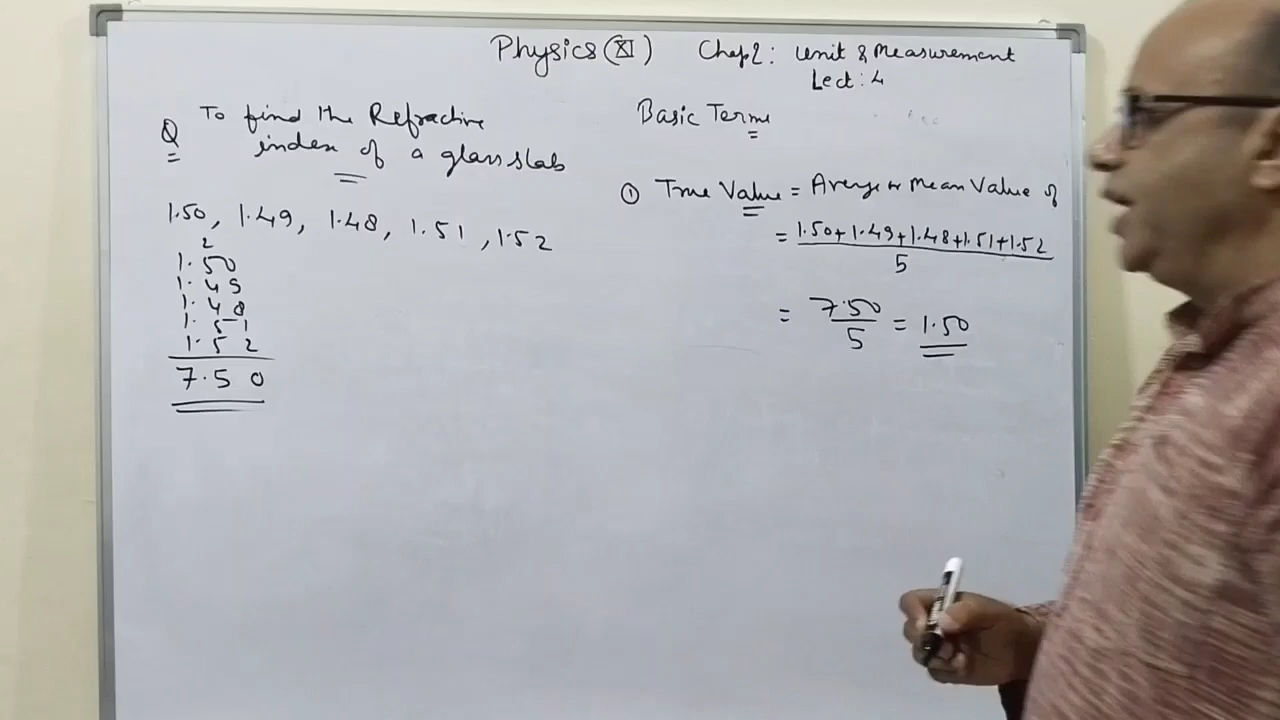 Physics (XI) Chap 2: Unit & Measurement
Lect: 4
Q To find the Refractive
index of a glass slab
1.50, 1.49, 1.48, 1.51, 1.52
2
1.50
1.49
1.48
1.51
1.52
7.50
Basic Terms
① True Value = Average or Mean Value of
= 1.50+1.49+1.48+1.51+1.52
5
= 7.50
5
= 1.50